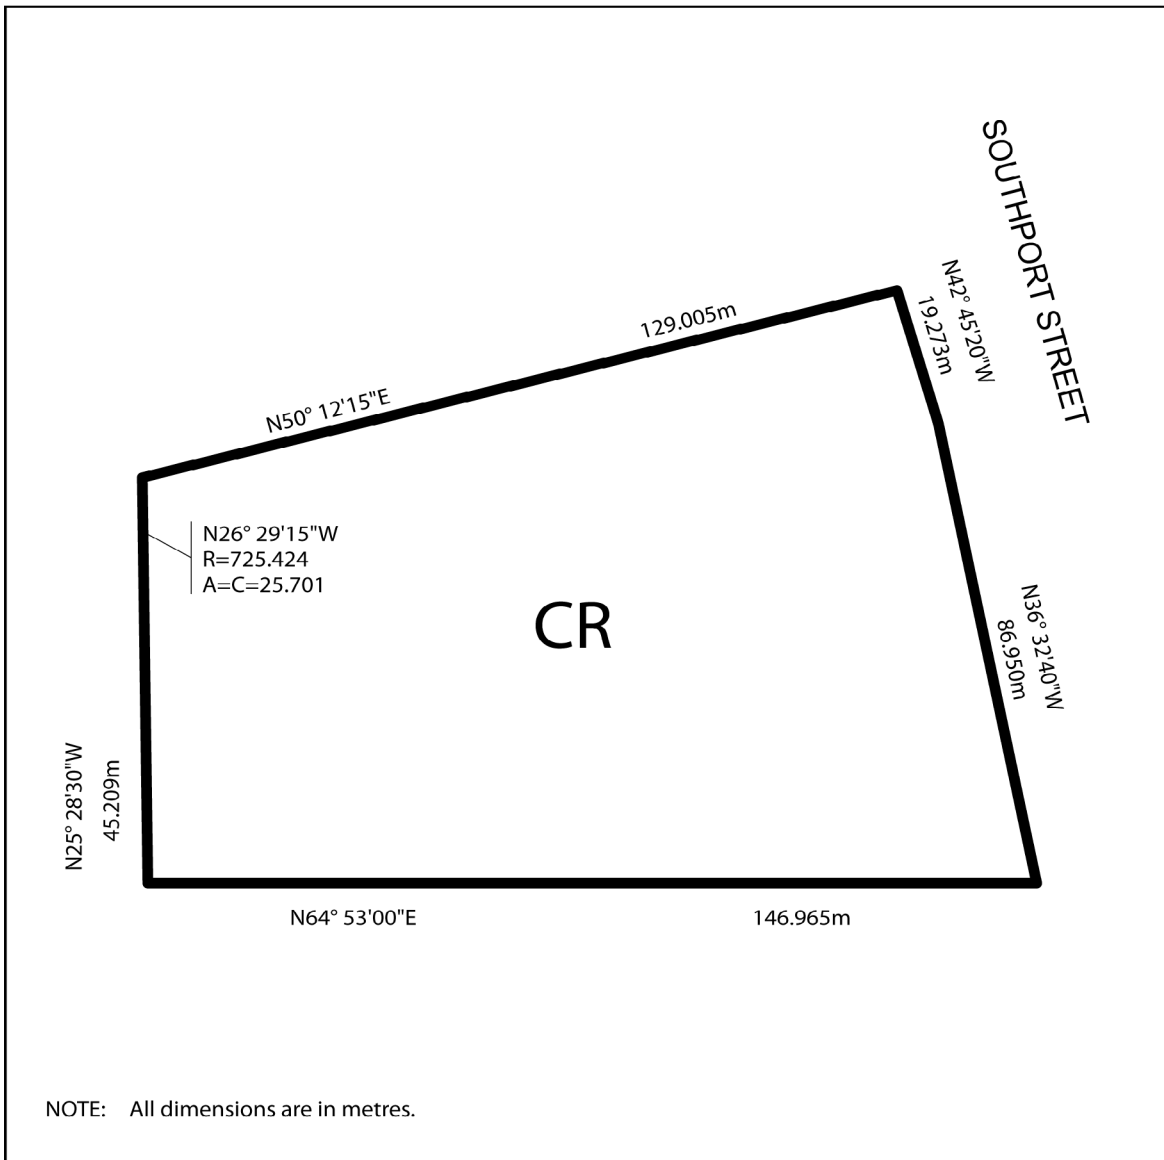 SOUTHPORT STREET
N42° 45'20"W
19.273m
129.005m
N50° 12'15"E
N26° 29'15"W
R=725.424
A=C=25.701
CR
N36° 32'40"W
86.950m
N25° 28'30"W
45.209m
N64° 53'00"E
146.965m
NOTE: All dimensions are in metres.